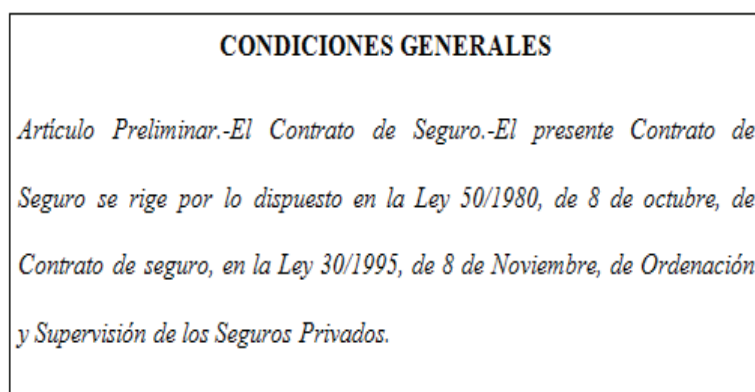 CONDICIONES GENERALES
Artículo Preliminar.-El Contrato de Seguro.-El presente Contrato de
Seguro se rige por lo dispuesto en la Ley 50/1980, de 8 de octubre, de
Contrato de seguro, en la Ley 30/1995, de 8 de Noviembre, de Ordenación
y Supervisión de los Seguros Privados.